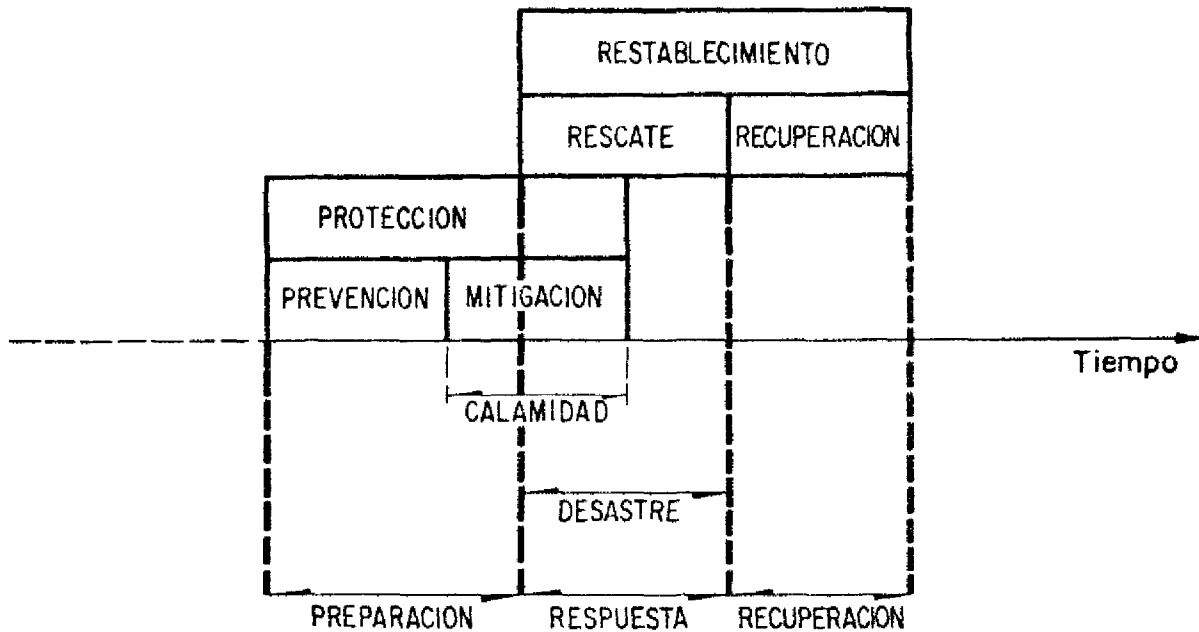 RESTABLECIMIENTO
RESCATE RECUPERACION
PROTECCION
PREVENCION MITIGACION
Tiempo
CALAMIDAD
DESASTRE
PREPARACION RESPUESTA RECUPERACION